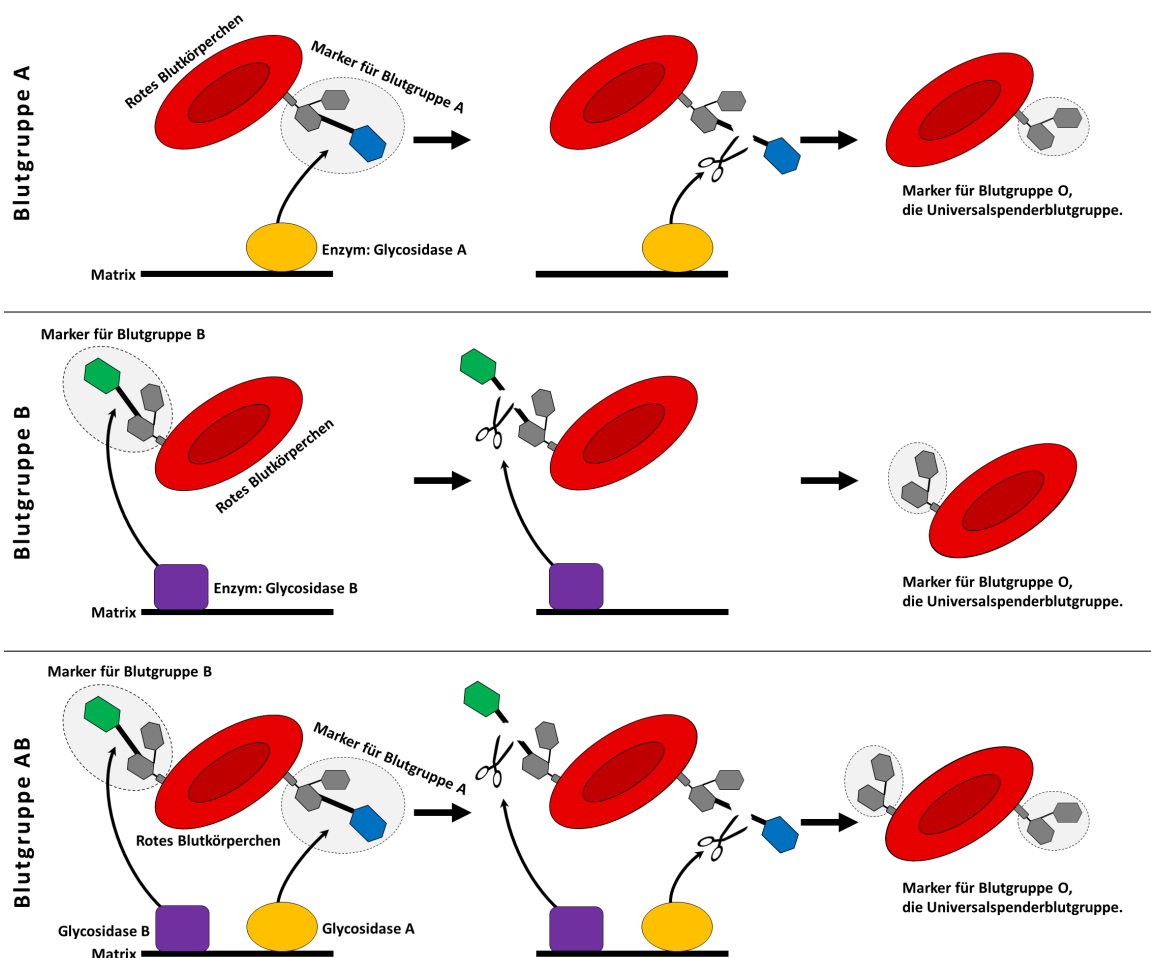 Blutgruppe A
Rotes Blutkörperchen
Marker für Blutgruppe A
Enzym: Glycosidase A
Matrix
Marker für Blutgruppe O,
die Universalspenderblutgruppe.
Blutgruppe B
Marker für Blutgruppe B
Rotes Blutkörperchen
Enzym: Glycosidase B
Matrix
Marker für Blutgruppe O,
die Universalspenderblutgruppe.
Blutgruppe AB
Marker für Blutgruppe B
Marker für Blutgruppe A
Rotes Blutkörperchen
Glycosidase B
Glycosidase A
Matrix
Marker für Blutgruppe O,
die Universalspenderblutgruppe.